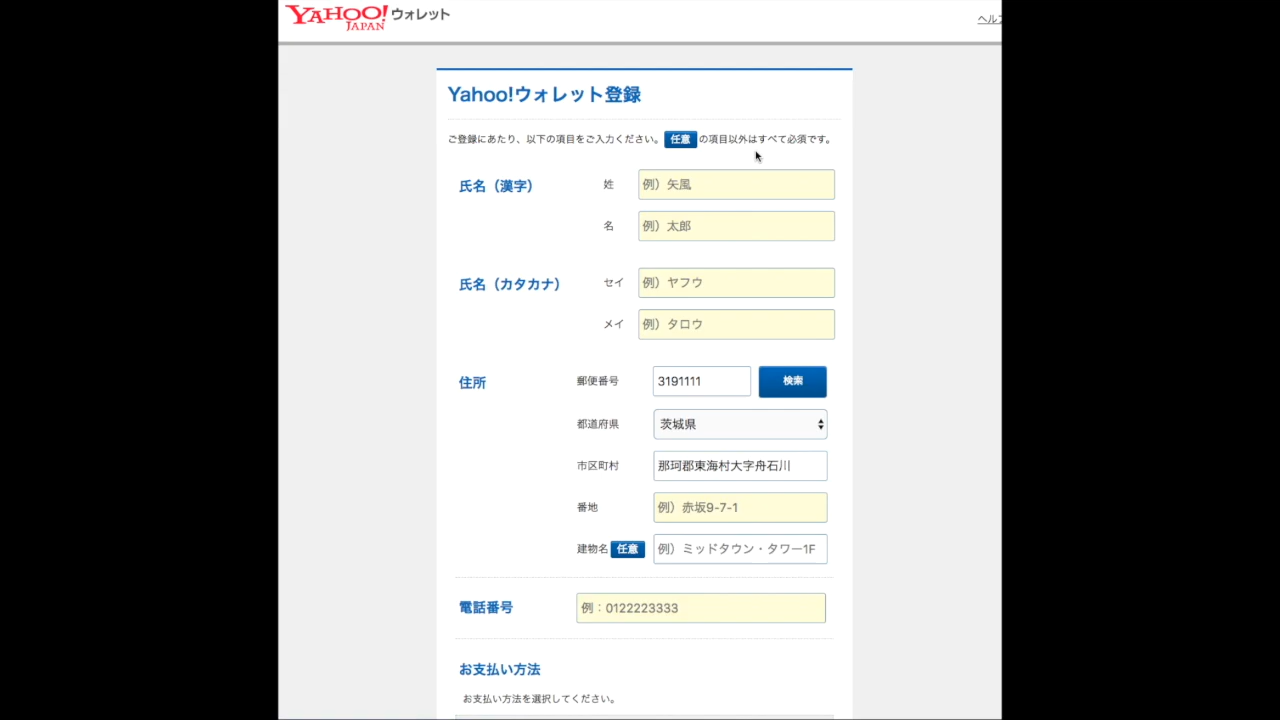 YAHOO! JAPAN ウォレット
ヘル
Yahoo!ウォレット登録
ご登録にあたり、以下の項目をご入力ください。 任意 の項目以外はすべて必須です。
氏名（漢字） 姓 例）矢風
名 例）太郎
氏名（カタカナ） セイ 例）ヤフウ
メイ 例）タロウ
住所 郵便番号 3191111 検索
都道府県 茨城県
市区町村 那珂郡東海村大字舟石川
番地 例）赤坂9-7-1
建物名 任意 例）ミッドタウン・タワー1F
電話番号 例：0122223333
お支払い方法
お支払い方法を選択してください。